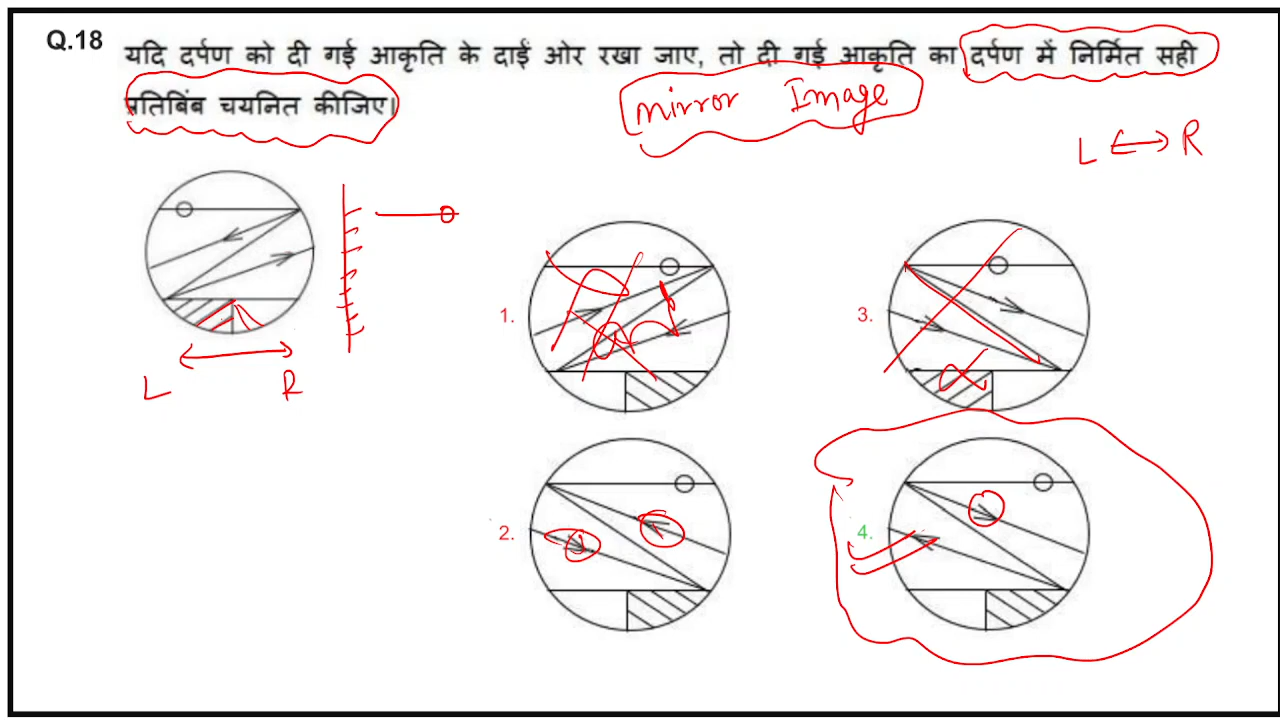 Q.18
यदि दर्पण को दी गई आकृति के दाईं ओर रखा जाए, तो दी गई आकृति का दर्पण में निर्मित सही
प्रतिबिंब चयनित कीजिए।
mirror Image
L ↔ R
L R
1.
3.
2.
4.